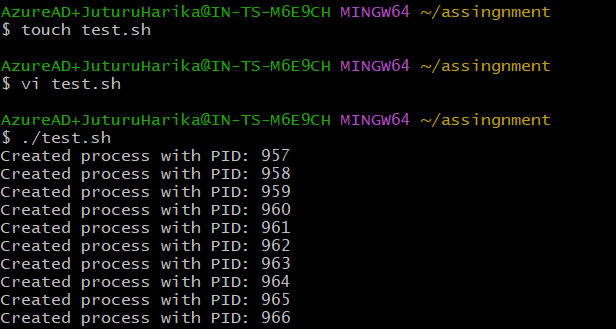 AzureAD+JuturuHarika@IN-TS-M6E9CH MINGW64 ~/assingnment
$ touch test.sh
AzureAD+JuturuHarika@IN-TS-M6E9CH MINGW64 ~/assingnment
$ vi test.sh
AzureAD+JuturuHarika@IN-TS-M6E9CH MINGW64 ~/assingnment
$ ./test.sh
Created process with PID: 957
Created process with PID: 958
Created process with PID: 959
Created process with PID: 960
Created process with PID: 961
Created process with PID: 962
Created process with PID: 963
Created process with PID: 964
Created process with PID: 965
Created process with PID: 966